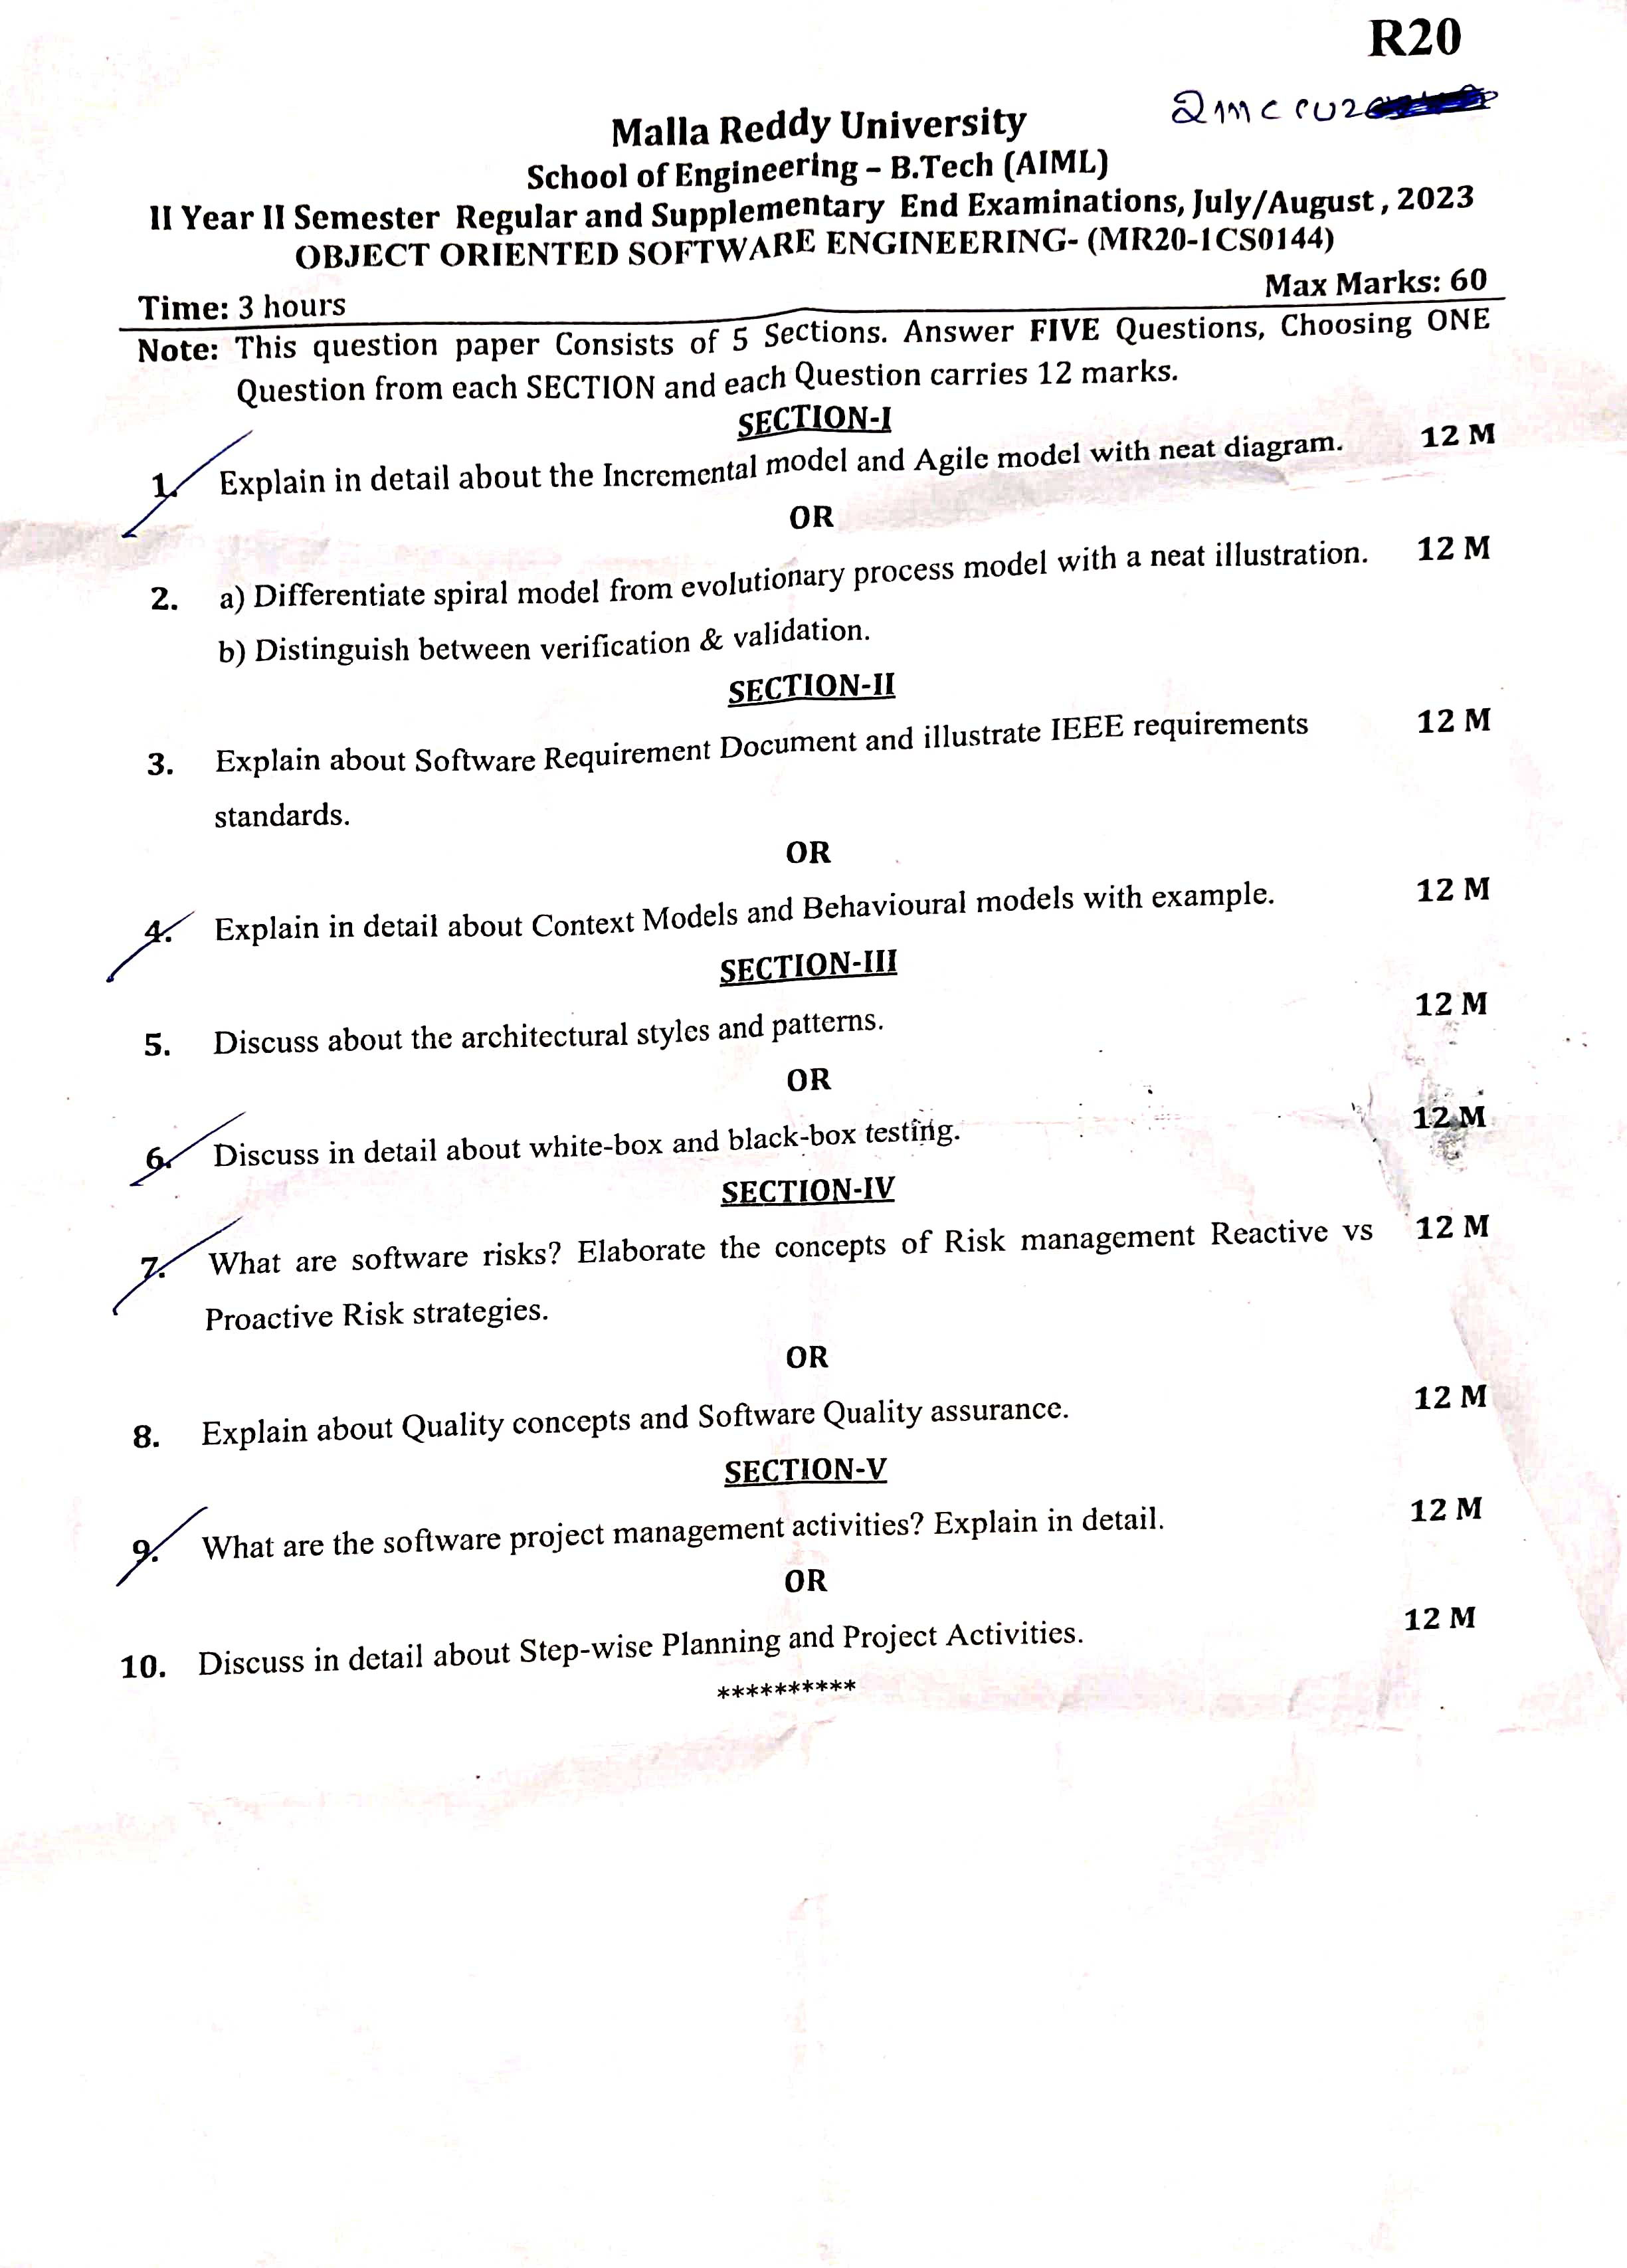 R20
Malla Reddy University
School of Engineering – B.Tech (AIML)
II Year II Semester Regular and Supplementary End Examinations, July/August, 2023
OBJECT ORIENTED SOFTWARE ENGINEERING- (MR20-1CS0144)
Time: 3 hours Max Marks: 60
Note: This question paper Consists of 5 Sections. Answer FIVE Questions, Choosing ONE
Question from each SECTION and each Question carries 12 marks.
SECTION-I
1. Explain in detail about the Incremental model and Agile model with neat diagram. 12 M
OR
2. a) Differentiate spiral model from evolutionary process model with a neat illustration. 12 M
b) Distinguish between verification & validation.
SECTION-II
3. Explain about Software Requirement Document and illustrate IEEE requirements 12 M
standards.
OR
4. Explain in detail about Context Models and Behavioural models with example. 12 M
SECTION-III
5. Discuss about the architectural styles and patterns. 12 M
OR
6. Discuss in detail about white-box and black-box testing. 12 M
SECTION-IV
7. What are software risks? Elaborate the concepts of Risk management Reactive vs 12 M
Proactive Risk strategies.
OR
8. Explain about Quality concepts and Software Quality assurance. 12 M
SECTION-V
9. What are the software project management activities? Explain in detail. 12 M
OR
10. Discuss in detail about Step-wise Planning and Project Activities. 12 M
**********